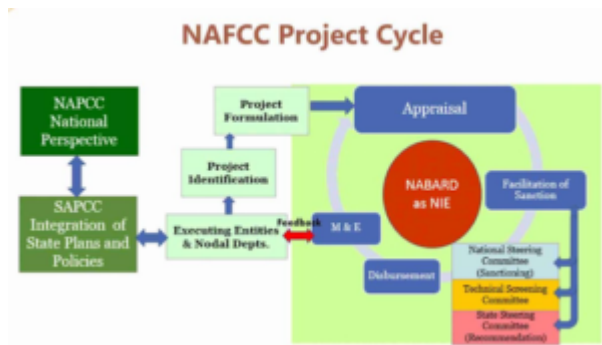 NAFCC Project Cycle
NAPCC
National
Perspective
SAPCC
Integration of
State Plans and
Policies
Project
Formulation
Project
Identification
Executing Entities
& Nodal Depts.
Feedback
Appraisal
NABARD
as NIE
Facilitation of
Sanction
M & E
Disbursement
National Steering
Committee
(Sanctioning)
Technical Screening
Committee
State Steering
Committee
(Recommendation)